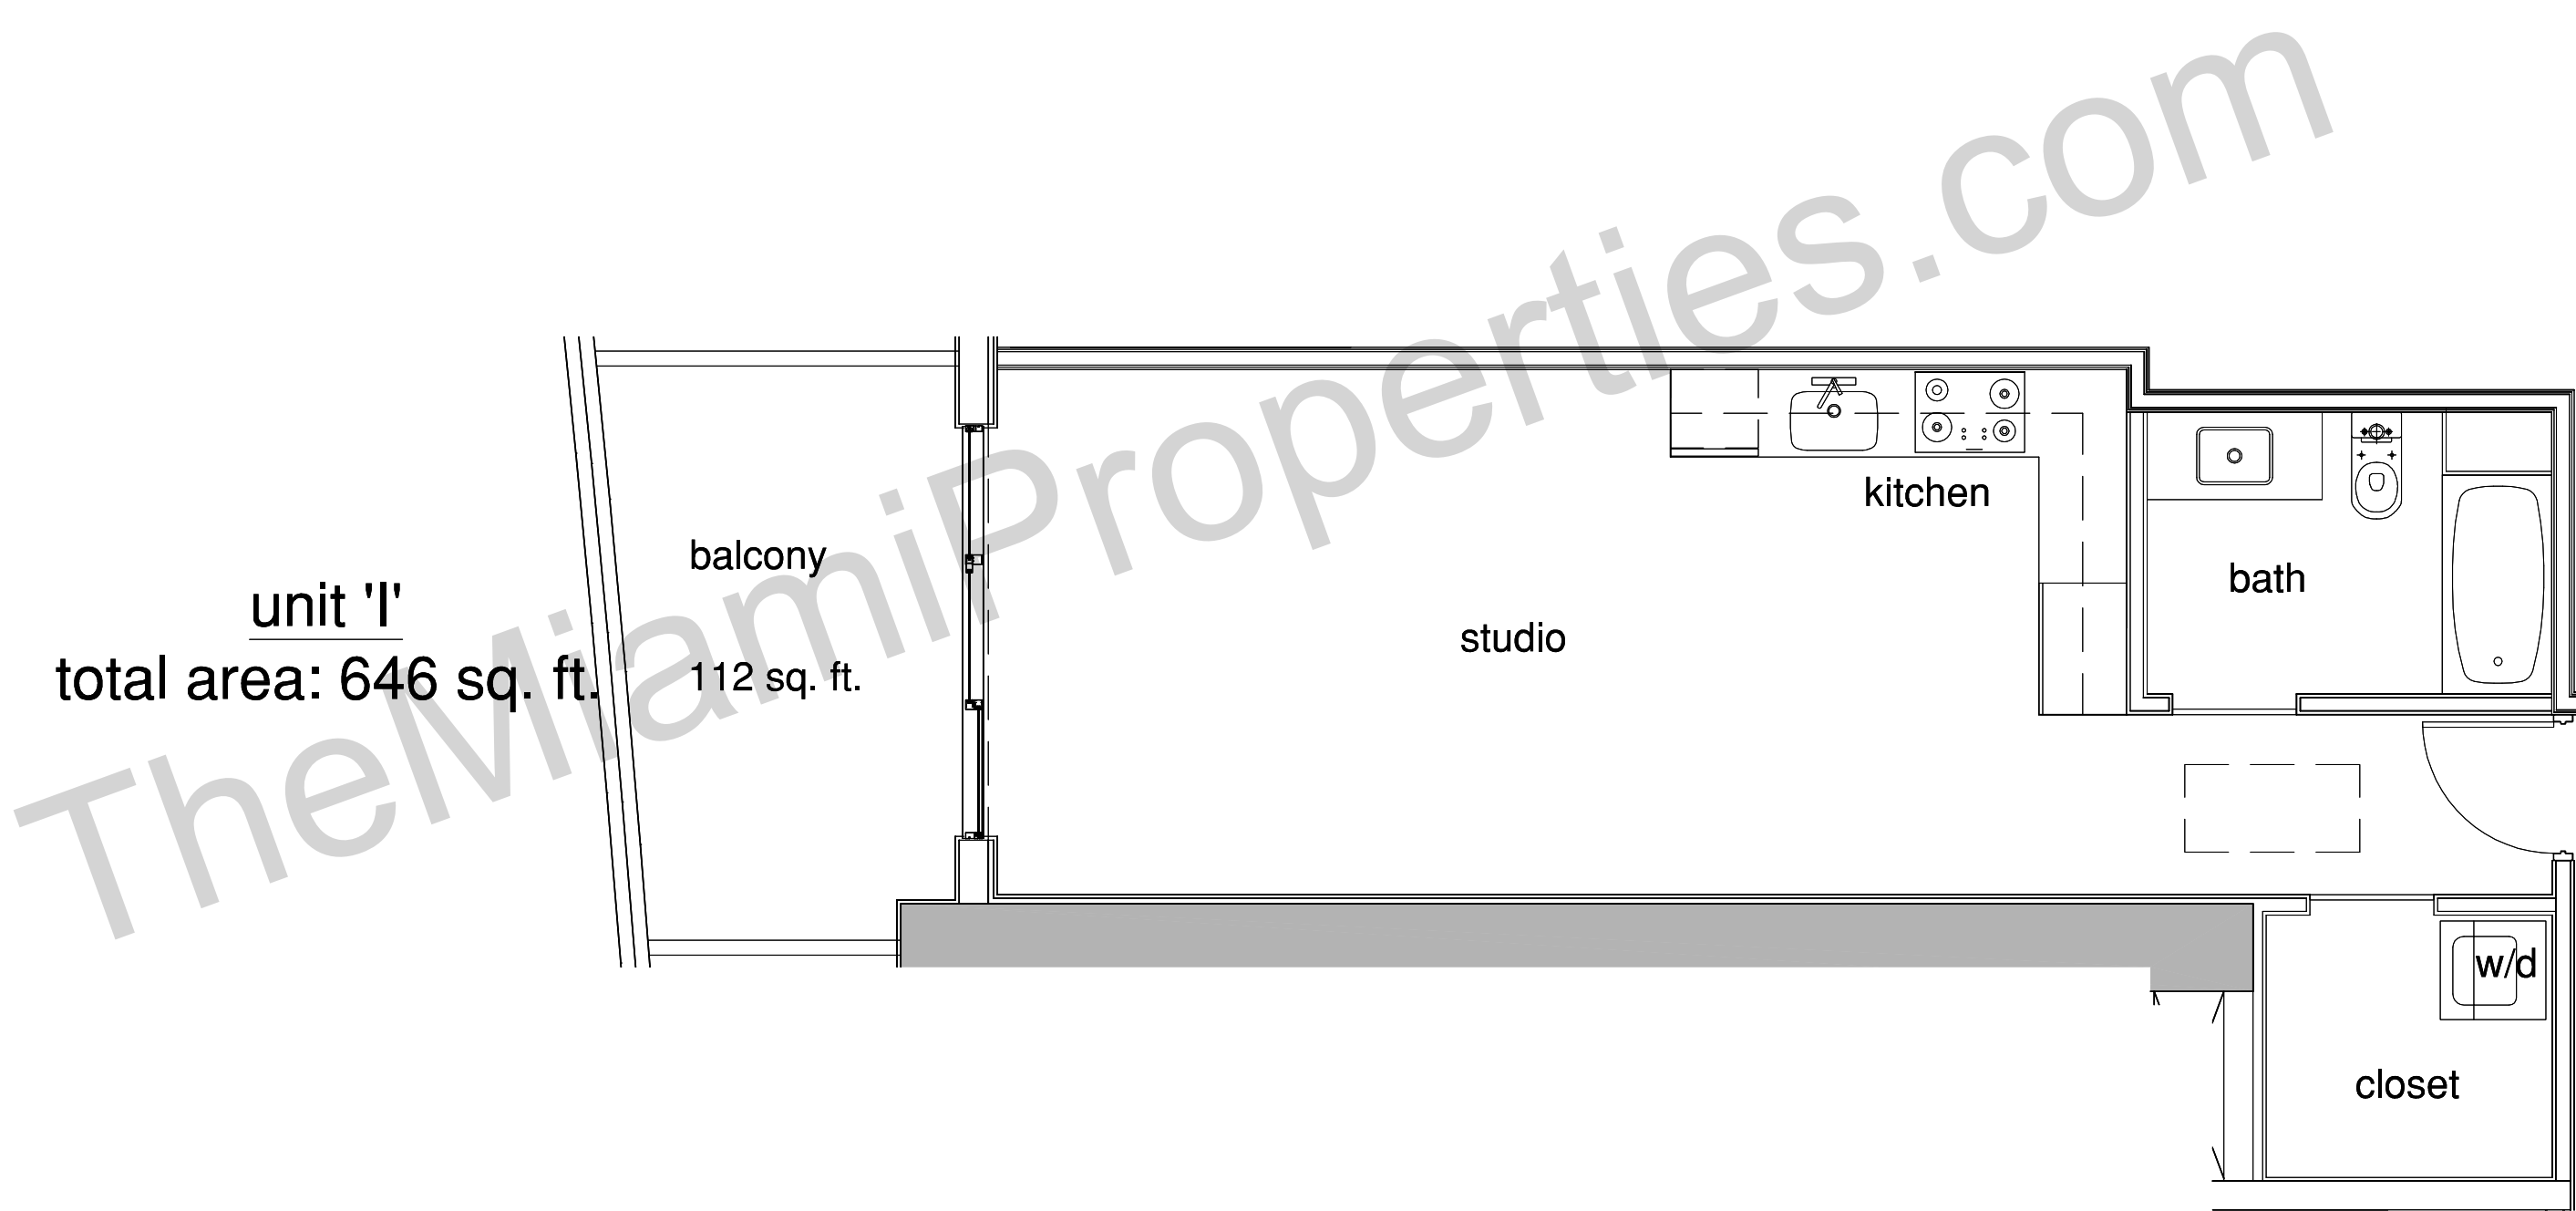 TheMiamiProperties.com
unit 'I'
total area: 646 sq. ft.
balcony
112 sq. ft.
studio
kitchen
bath
w/d
closet